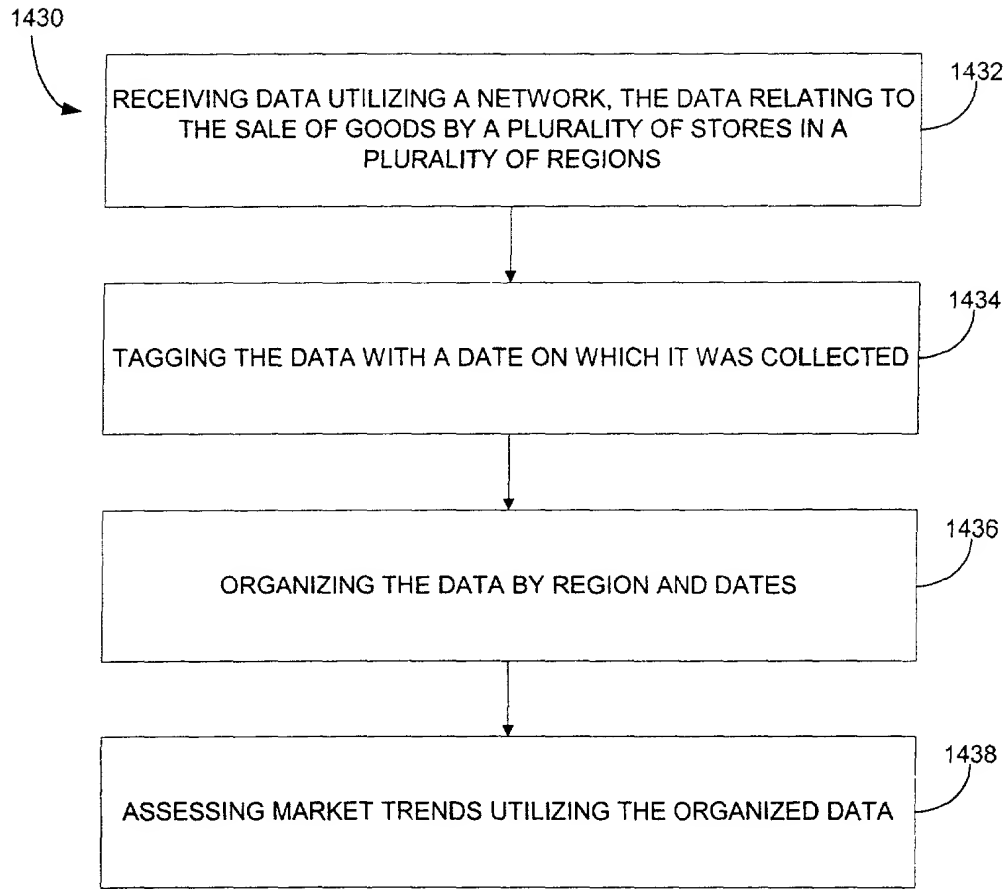 1430
1432
RECEIVING DATA UTILIZING A NETWORK, THE DATA RELATING TO
THE SALE OF GOODS BY A PLURALITY OF STORES IN A
PLURALITY OF REGIONS
1434
TAGGING THE DATA WITH A DATE ON WHICH IT WAS COLLECTED
1436
ORGANIZING THE DATA BY REGION AND DATES
1438
ASSESSING MARKET TRENDS UTILIZING THE ORGANIZED DATA